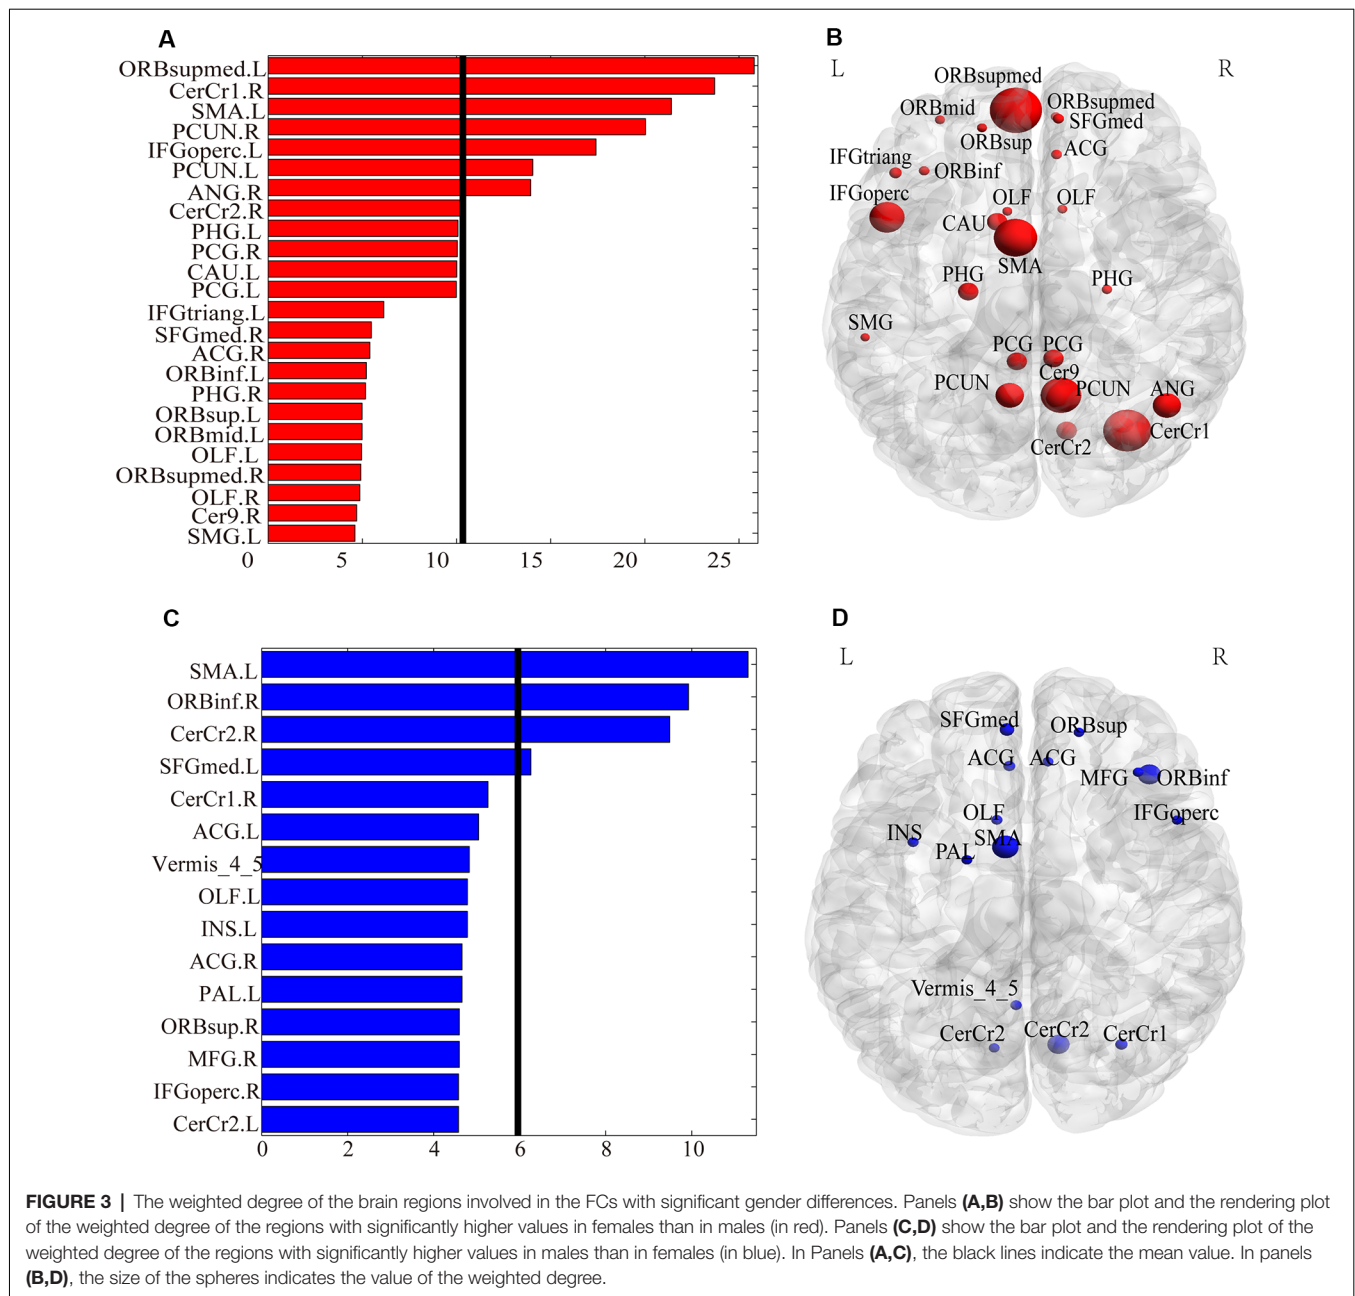 A
ORBsupmed.L
CerCr1.R
SMA.L
PCUN.R
IFGoperc.L
PCUN.L
ANG.R
CerCr2.R
PHG.L
PCG.R
CAU.L
PCG.L
IFGtriang.L
SFGmed.R
ACG.R
ORBinf.L
PHG.R
ORBsup.L
ORBmid.L
OLF.L
ORBsupmed.R
OLF.R
Cer9.R
SMG.L
0 5 10 15 20 25
B
L R
ORBsupmed
ORBmid
ORBsupmed
SFGmed
ORBsup
ACG
IFGtriang
ORBinf
IFGoperc
OLF
OLF
CAU
SMA
PHG
PHG
SMG
PCG
PCG
Cer9
PCUN
PCUN
ANG
CerCr1
CerCr2
C
SMA.L
ORBinf.R
CerCr2.R
SFGmed.L
CerCr1.R
ACG.L
Vermis_4_5
OLF.L
INS.L
ACG.R
PAL.L
ORBsup.R
MFG.R
IFGoperc.R
CerCr2.L
0 2 4 6 8 10
D
L R
SFGmed
ORBsup
ACG
ACG
MFG
ORBinf
OLF
IFGoperc
INS
SMA
PAL
Vermis_4_5
CerCr2
CerCr2
CerCr1
FIGURE 3 | The weighted degree of the brain regions involved in the FCs with significant gender differences. Panels (A,B) show the bar plot and the rendering plot
of the weighted degree of the regions with significantly higher values in females than in males (in red). Panels (C,D) show the bar plot and the rendering plot of the
weighted degree of the regions with significantly higher values in males than in females (in blue). In Panels (A,C), the black lines indicate the mean value. In panels
(B,D), the size of the spheres indicates the value of the weighted degree.